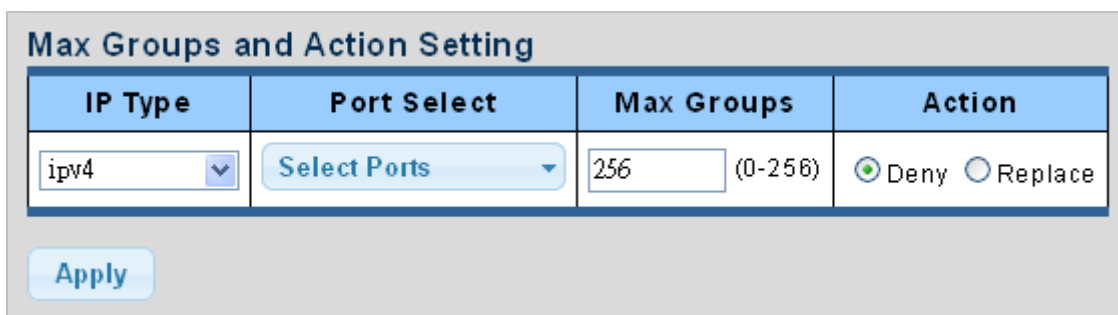 Max Groups and Action Setting
IP Type Port Select Max Groups Action
ipv4 Select Ports 256 (0-256) Deny Replace
Apply